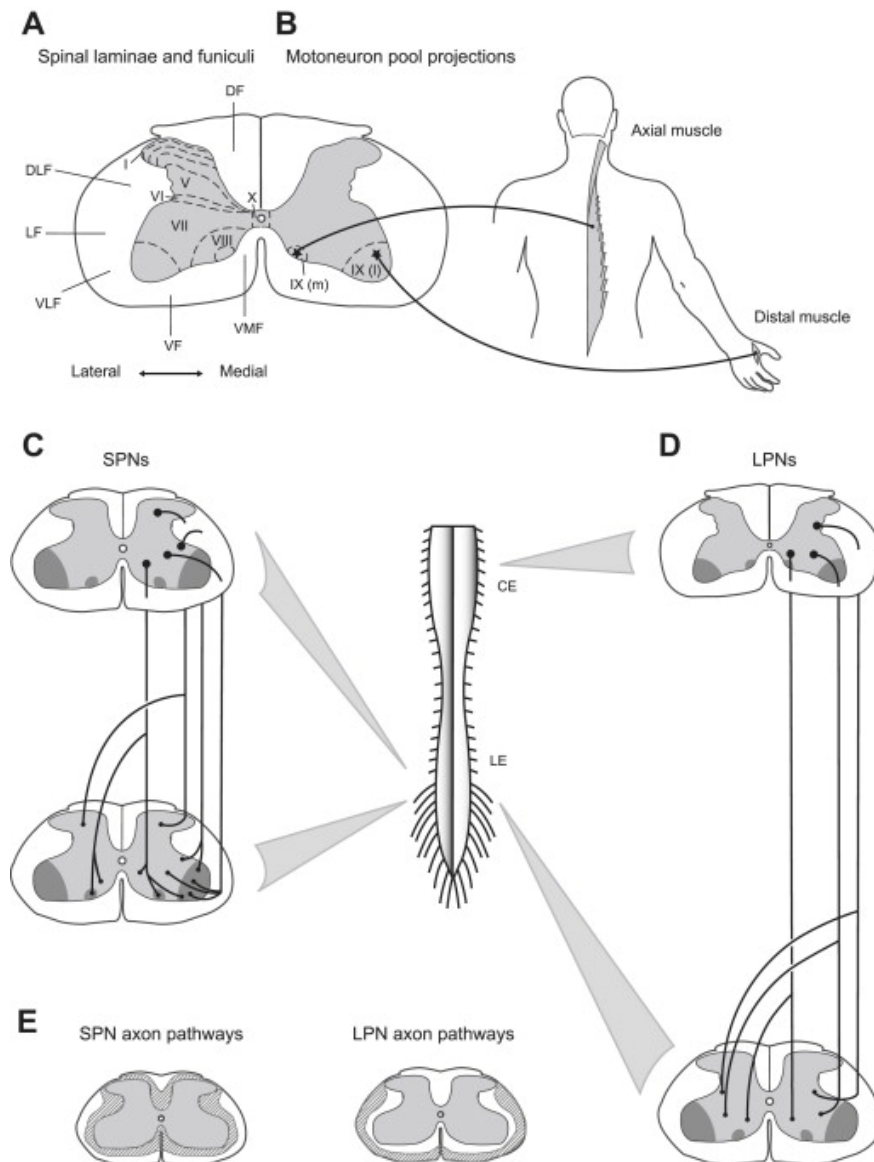 A
B
Spinal laminae and funiculi
Motoneuron pool projections
DF
Axial muscle
DLF
I
V
VI
X
VII
LF
VIII
IX (m)
IX (l)
VLF
VMF
VF
Distal muscle
Lateral
Medial
C
D
SPNs
LPNs
CE
LE
E
SPN axon pathways
LPN axon pathways